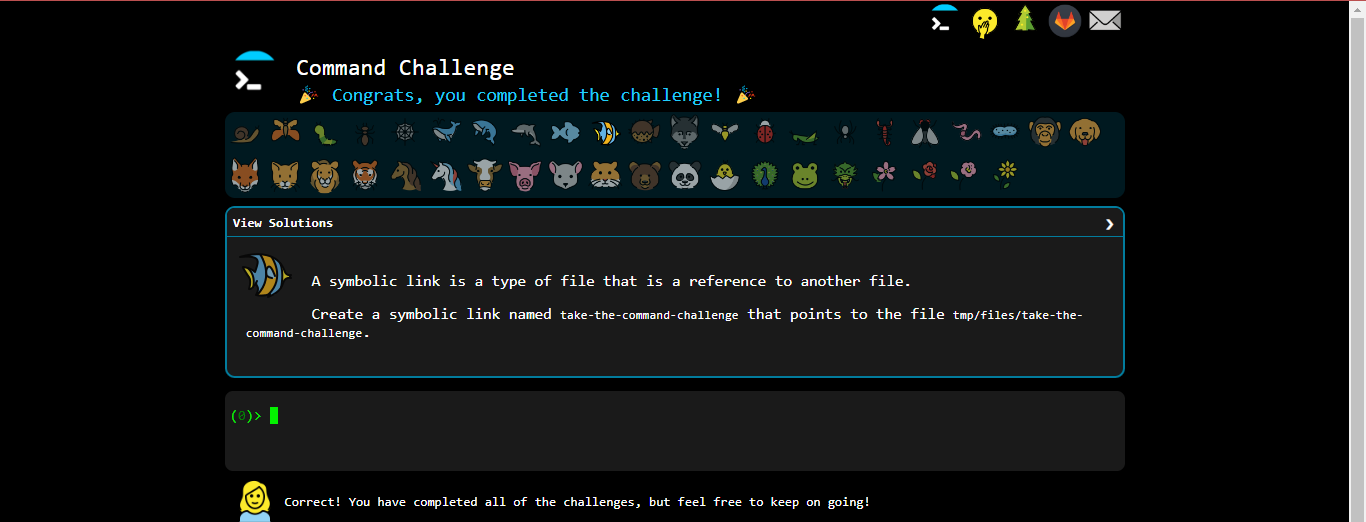 Command Challenge
🎉 Congrats, you completed the challenge! 🎉
View Solutions
A symbolic link is a type of file that is a reference to another file.
Create a symbolic link named take-the-command-challenge that points to the file tmp/files/take-the-
command-challenge.
(0)>
Correct! You have completed all of the challenges, but feel free to keep on going!